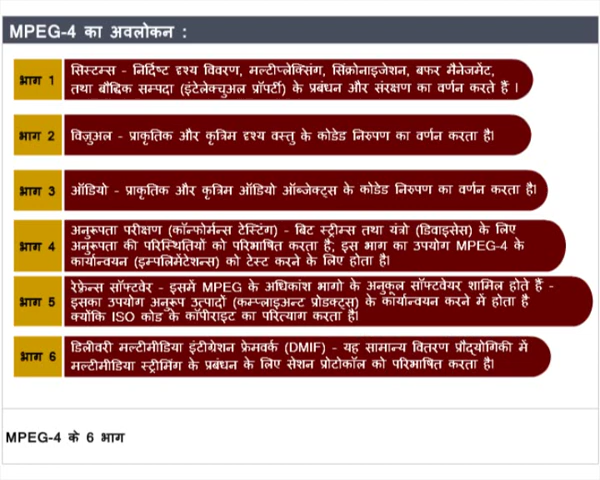 MPEG-4 का अवलोकन :
भाग 1
सिस्टम्स - निर्दिष्ट दृश्य विवरण, मल्टीप्लेक्सिंग, सिंक्रोनाइजेशन, बफर मैनेजमेंट,
तथा बौद्धिक सम्पदा (इंटेलेक्चुअल प्रॉपर्टी) के प्रबंधन और संरक्षण का वर्णन करते हैं ।
भाग 2
विज़ुअल - प्राकृतिक और कृत्रिम दृश्य वस्तु के कोडेड निरुपण का वर्णन करता है।
भाग 3
ऑडियो - प्राकृतिक और कृत्रिम ऑडियो ऑब्जेक्ट्स के कोडेड निरुपण का वर्णन करता है।
भाग 4
अनुरूपता परीक्षण (कॉन्फोर्मन्स टेस्टिंग) - बिट स्ट्रीम्स तथा यंत्रो (डिवाइसेस) के लिए
अनुरूपता की परिस्थितियों को परिभाषित करता है; इस भाग का उपयोग MPEG-4 के
कार्यान्वयन (इम्पलिमेंटेशन्स) को टेस्ट करने के लिए होता है।
भाग 5
रेफ़्रेन्स सॉफ्टवेर - इसमें MPEG के अधिकांश भागो के अनुकूल सॉफ्टवेयर शामिल होते हैं -
इसका उपयोग अनुरूप उत्पादों (कम्प्लाइअन्ट प्रोडक्ट्स) के कार्यान्वयन करने में होता है
क्योंकि ISO कोड के कॉपीराइट का परित्याग करता है।
भाग 6
डिलीवरी मल्टीमीडिया इंटीग्रेशन फ्रेमवर्क (DMIF) - यह सामान्य वितरण प्रौद्योगिकी में
मल्टीमीडिया स्ट्रीमिंग के प्रबंधन के लिए सेशन प्रोटोकॉल को परिभाषित करता है।
MPEG-4 के 6 भाग